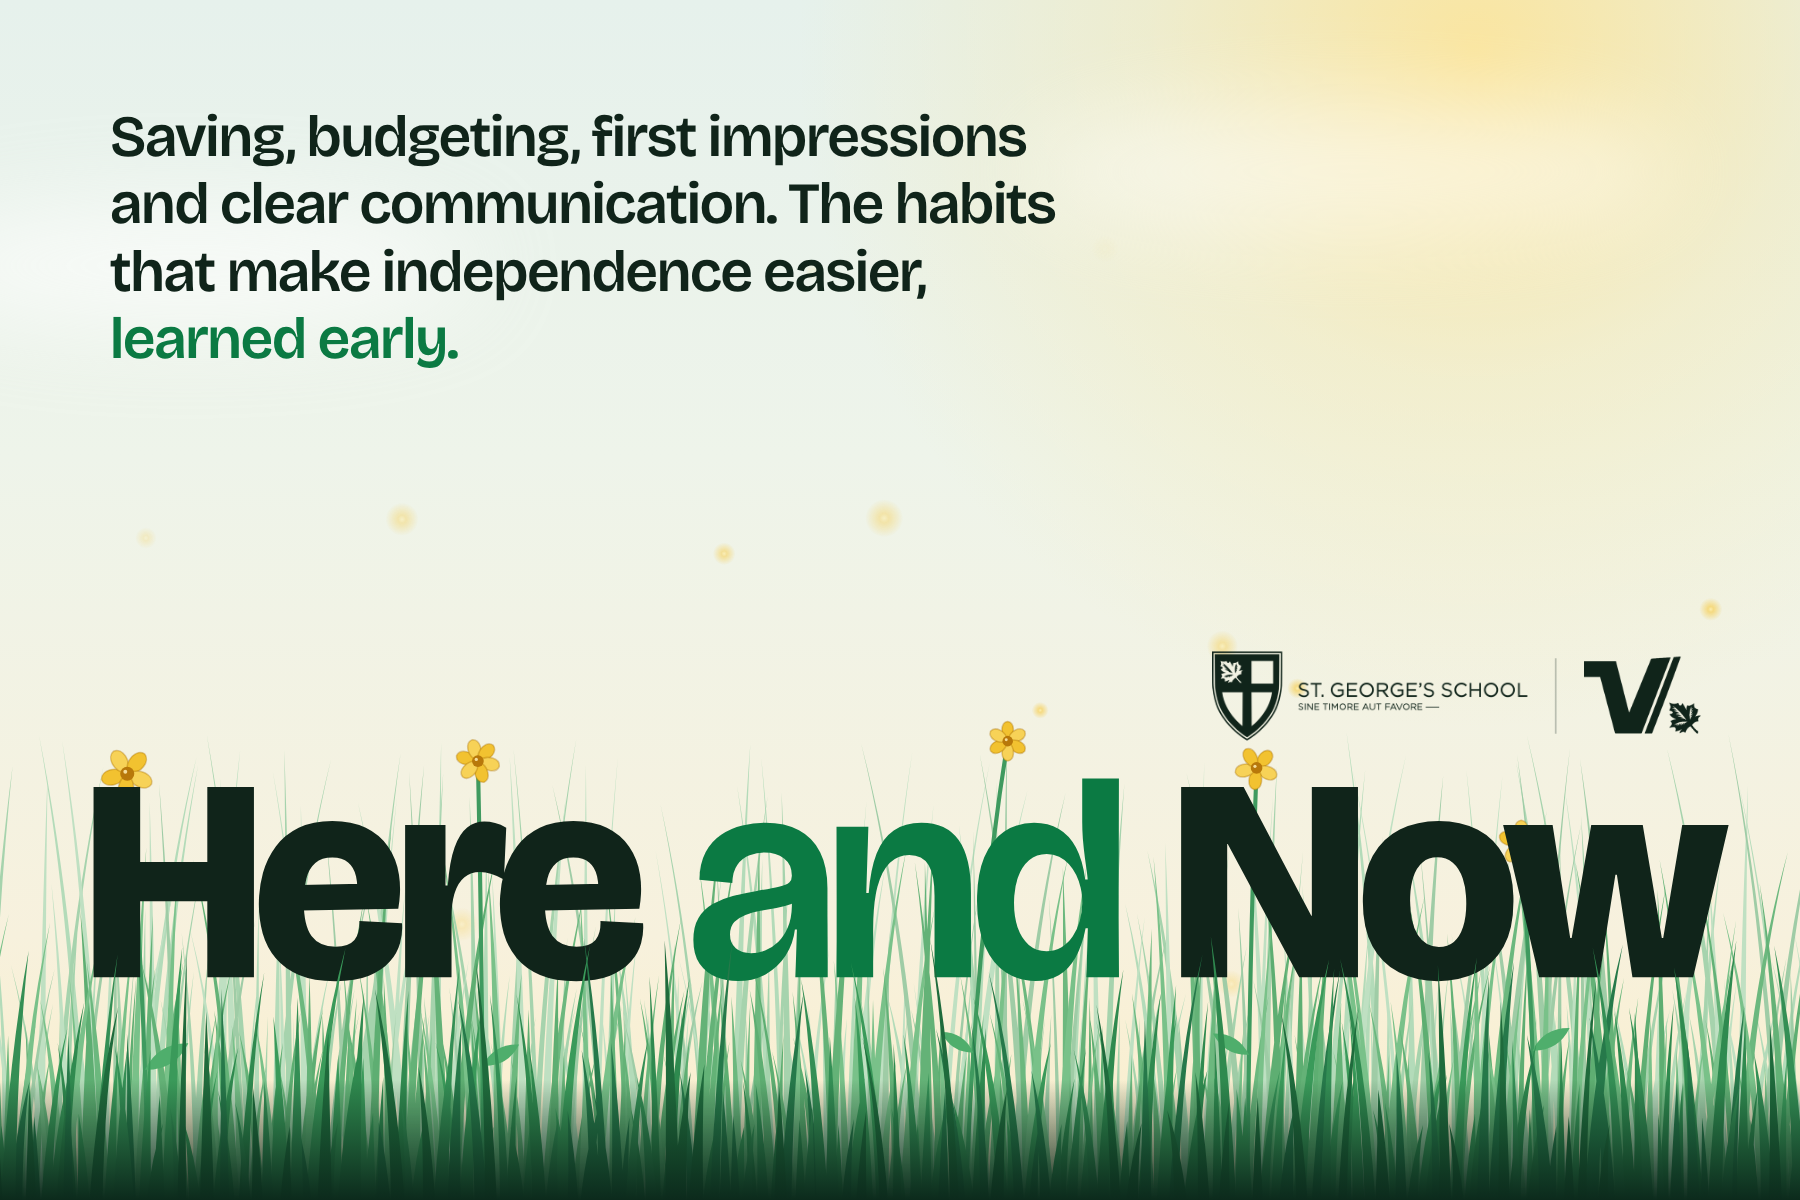 Saving, budgeting, first impressions
and clear communication. The habits
that make independence easier,
learned early.
ST. GEORGE'S SCHOOL
SINE TIMORE AUT FAVORE
V
Here and Now